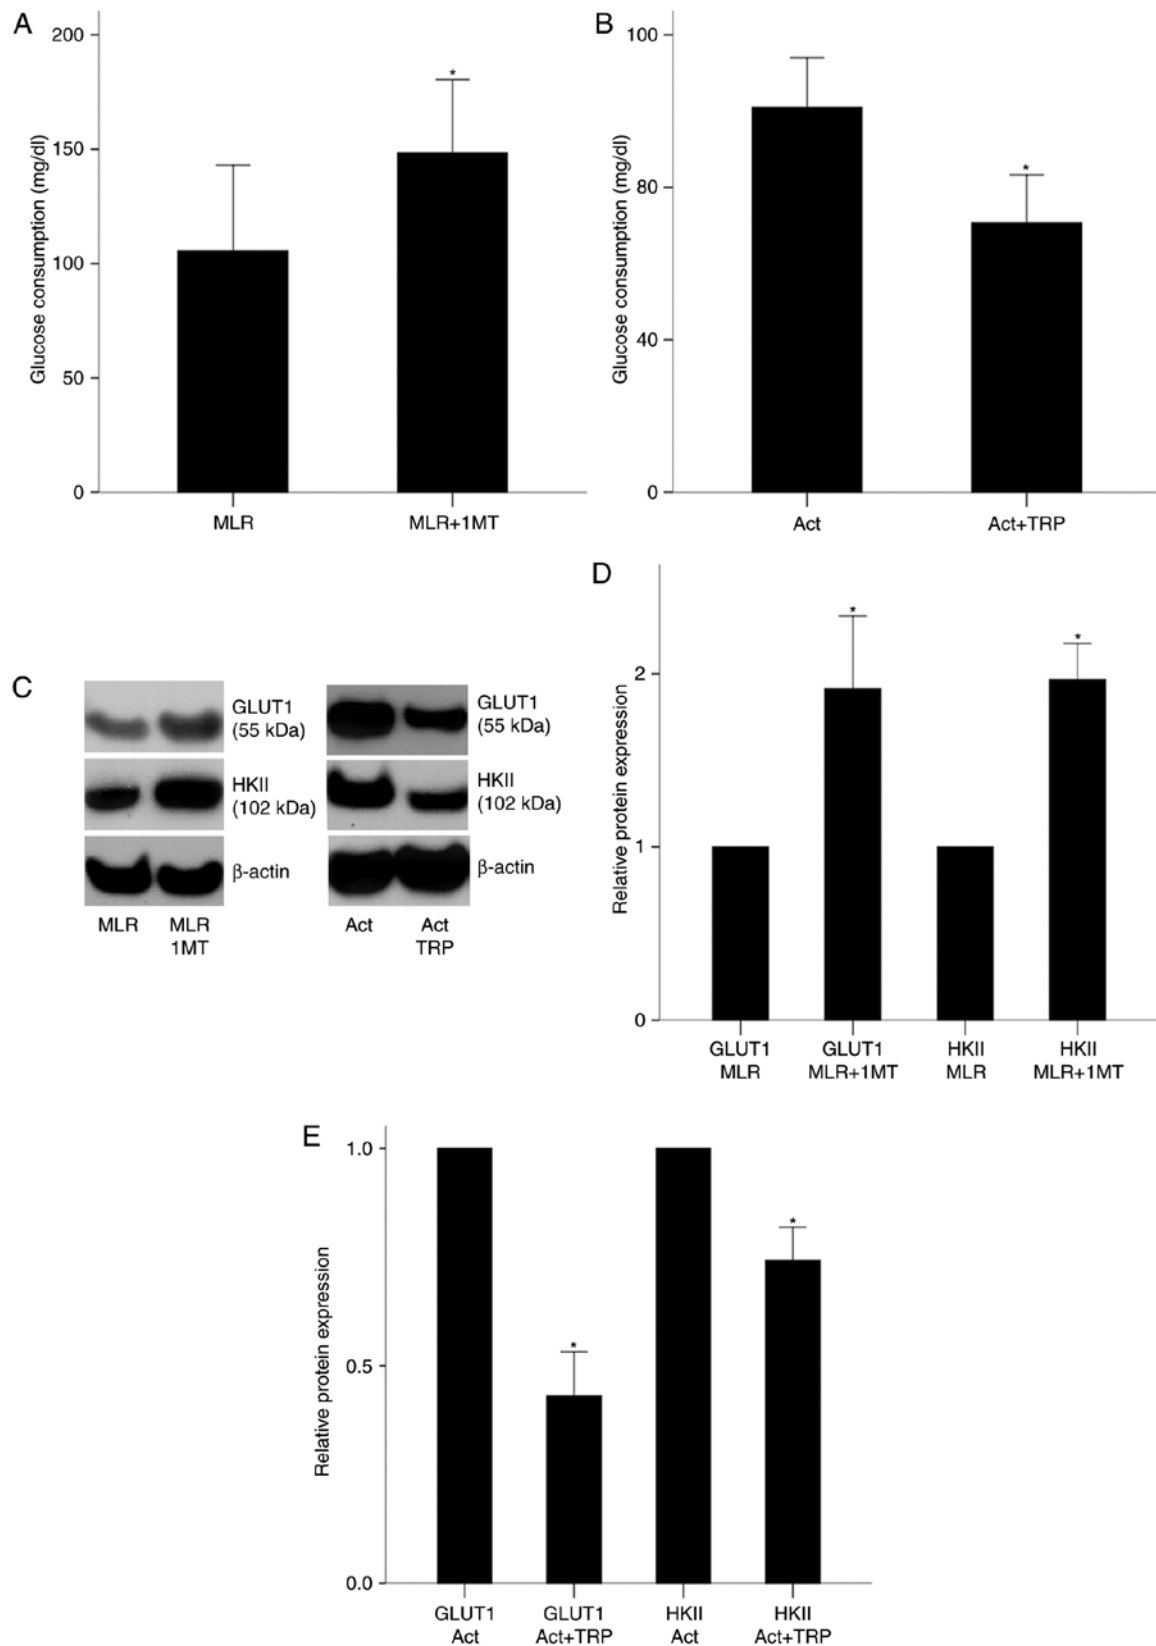 A
200
150
100
50
0
Glucose consumption (mg/dl)
*
MLR
MLR+1MT
B
100
80
40
0
Glucose consumption (mg/dl)
*
Act
Act+TRP
C
GLUT1
(55 kDa)
HKII
(102 kDa)
β-actin
MLR
MLR
1MT
GLUT1
(55 kDa)
HKII
(102 kDa)
β-actin
Act
Act
TRP
D
2
1
0
Relative protein expression
*
*
GLUT1
MLR
GLUT1
MLR+1MT
HKII
MLR
HKII
MLR+1MT
E
1.0
0.5
0.0
Relative protein expression
*
*
GLUT1
Act
GLUT1
Act+TRP
HKII
Act
HKII
Act+TRP